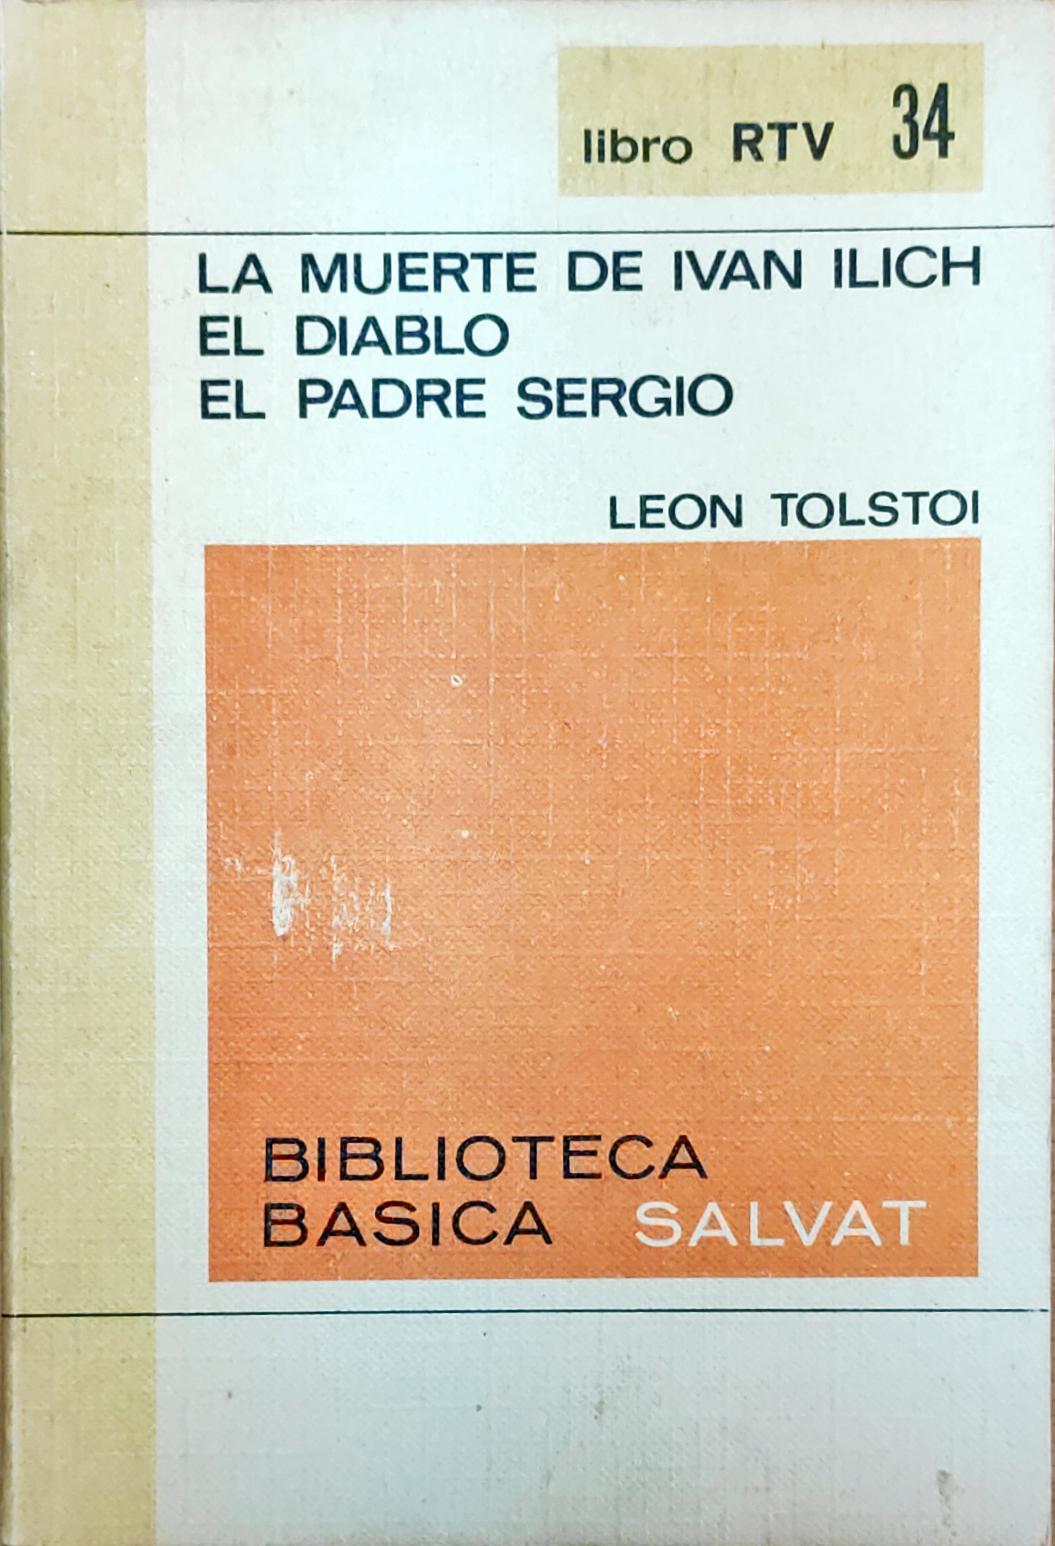 libro RTV 34
LA MUERTE DE IVAN ILICH
EL DIABLO
EL PADRE SERGIO
LEON TOLSTOI
BIBLIOTECA
BASICA SALVAT